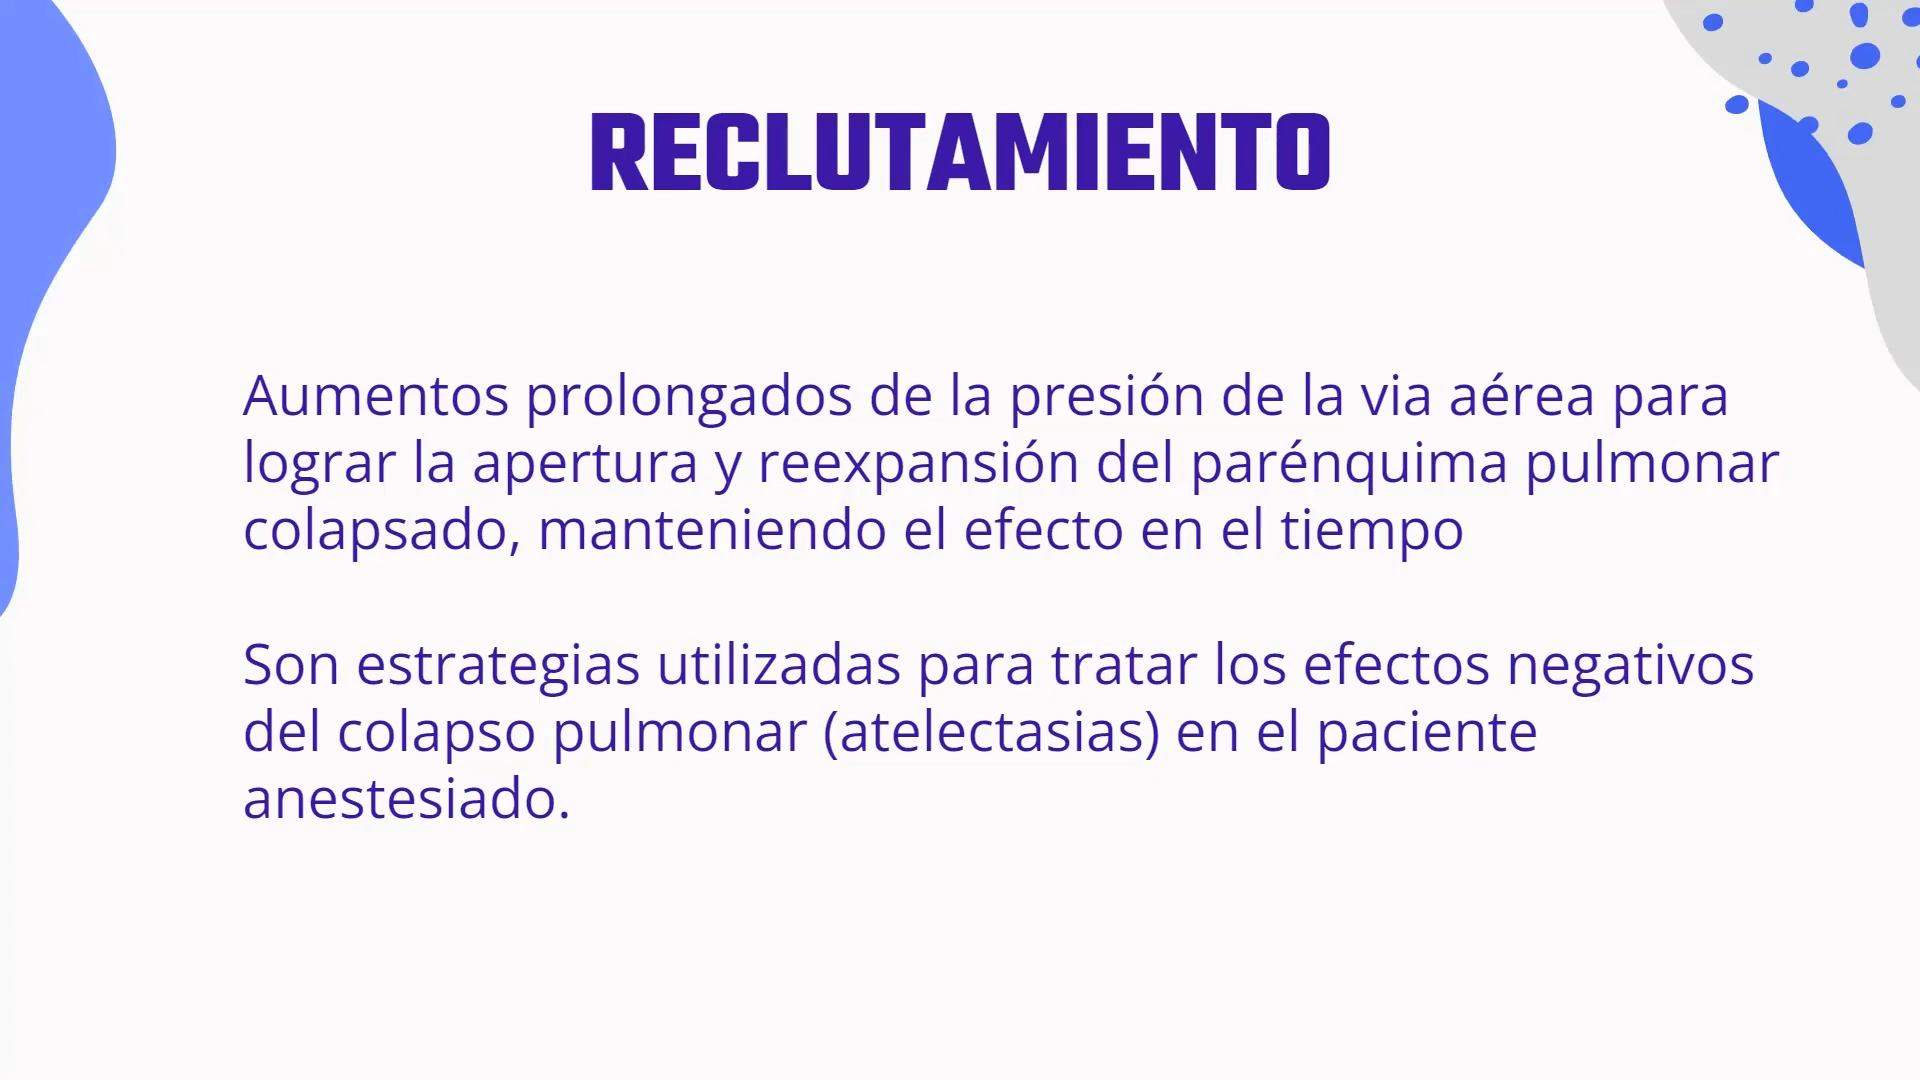 RECLUTAMIENTO
Aumentos prolongados de la presión de la via aérea para
lograr la apertura y reexpansión del parénquima pulmonar
colapsado, manteniendo el efecto en el tiempo
Son estrategias utilizadas para tratar los efectos negativos
del colapso pulmonar (atelectasias) en el paciente
anestesiado.